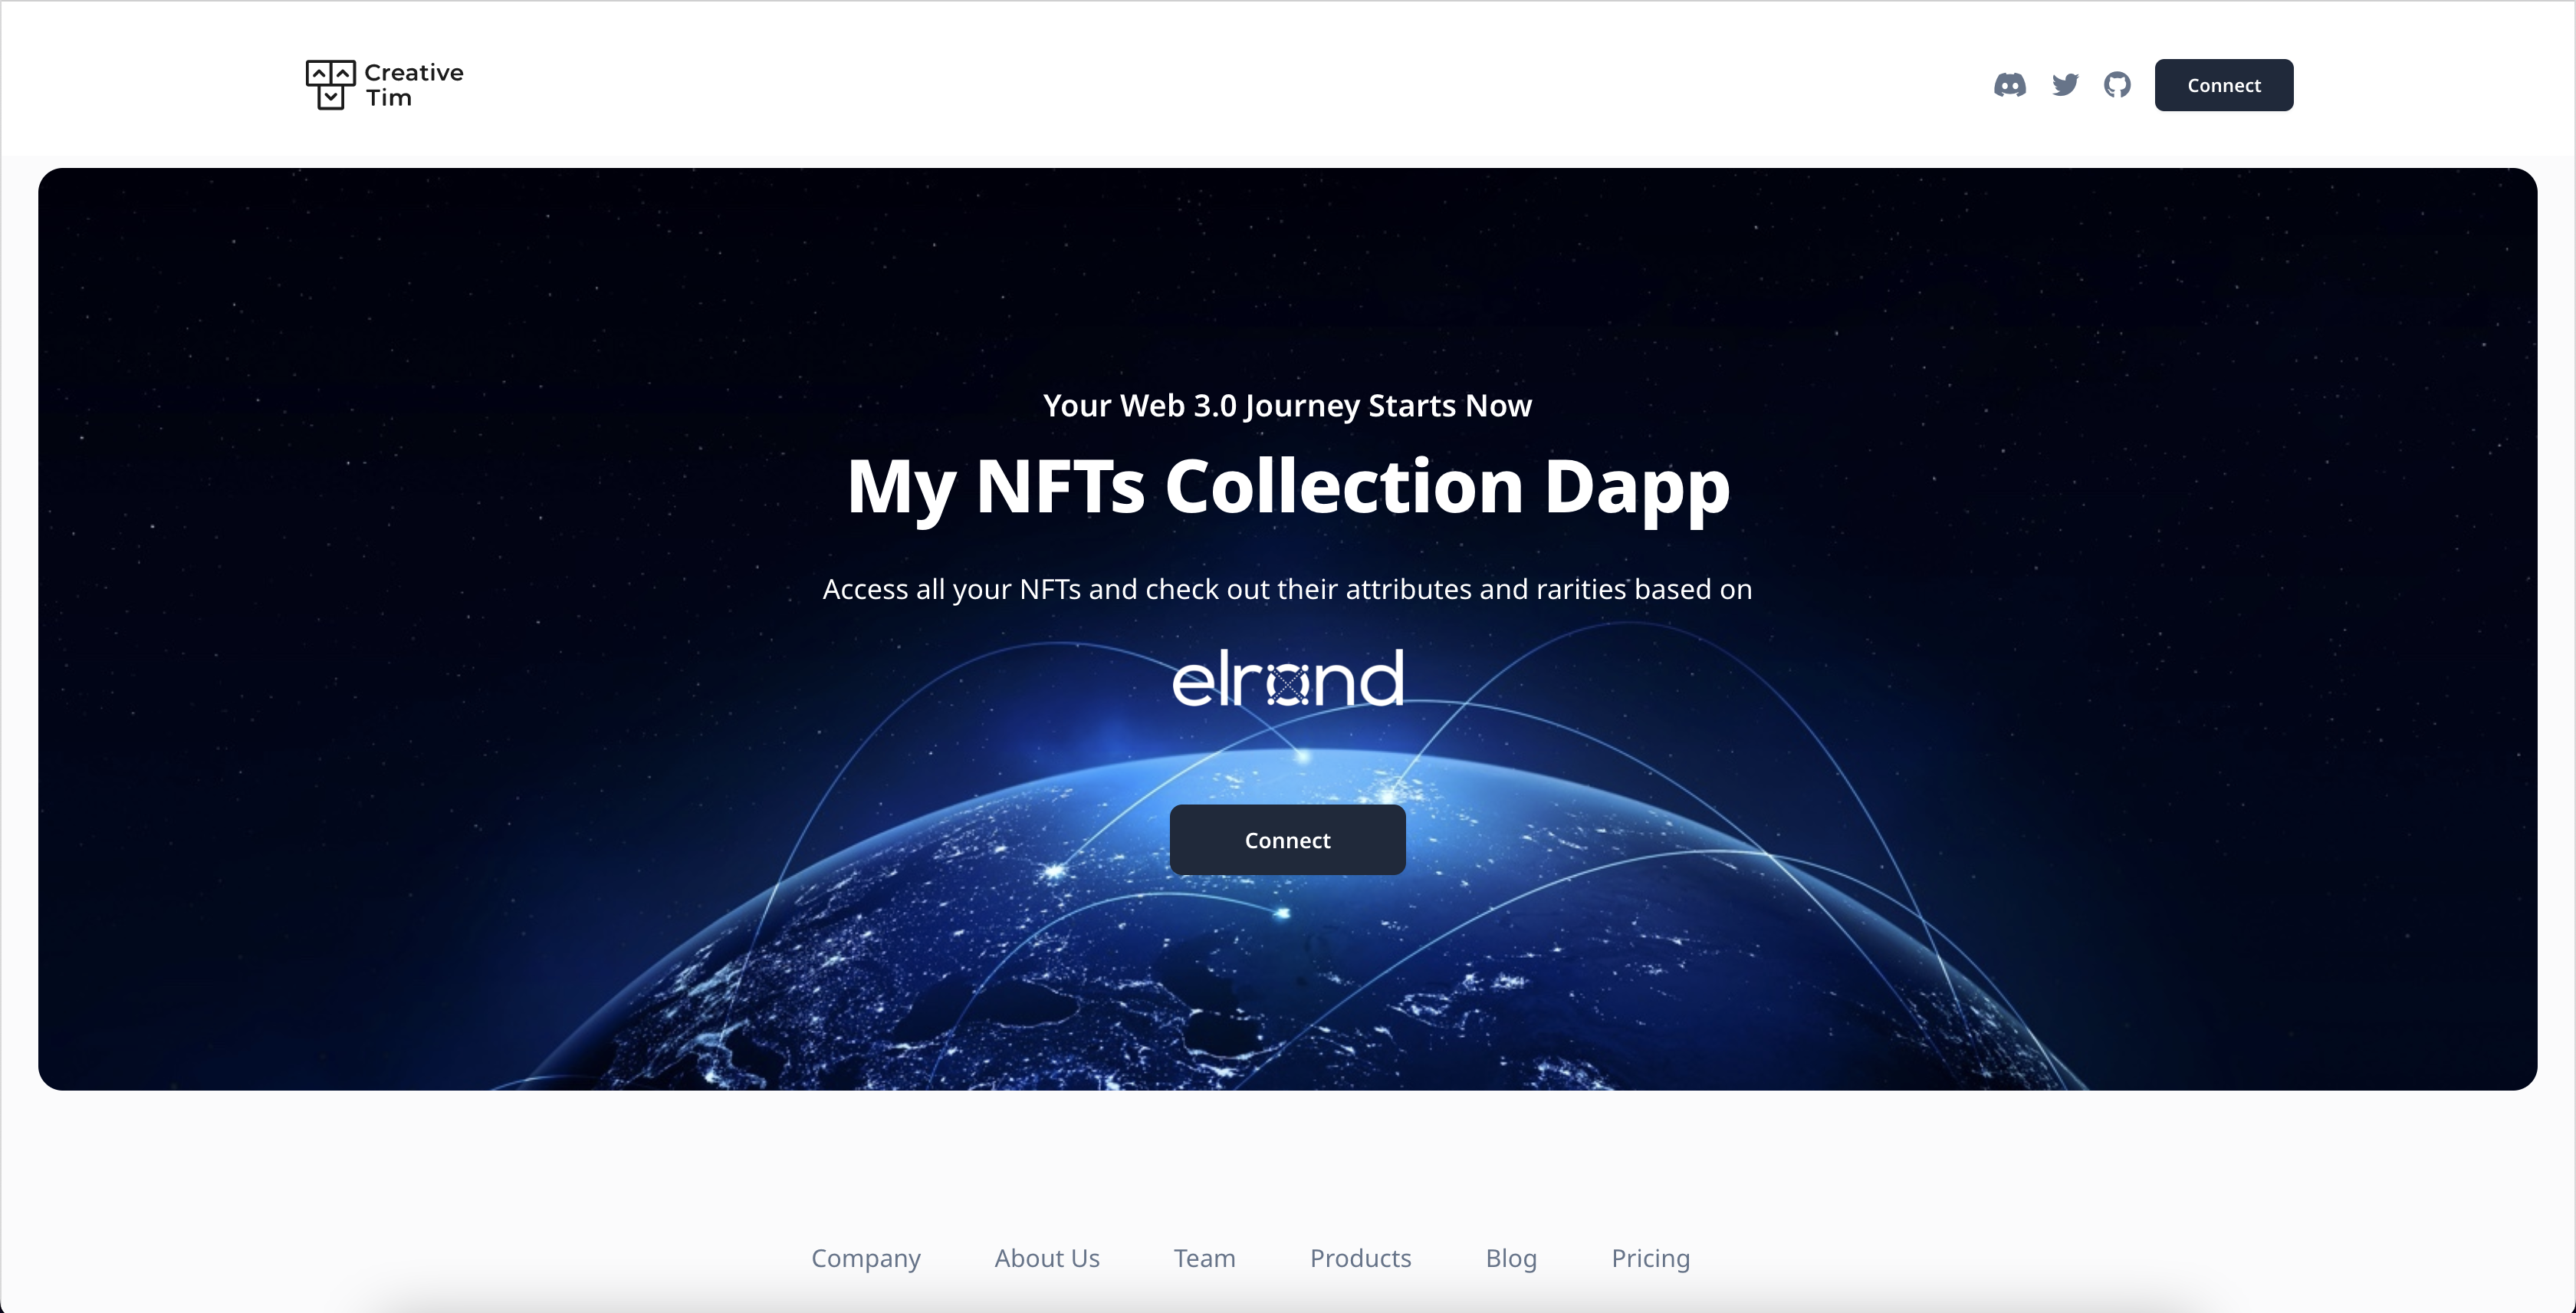 Creative
Tim
Connect
Your Web 3.0 Journey Starts Now
My NFTs Collection Dapp
Access all your NFTs and check out their attributes and rarities based on
elrond
Connect
Company About Us Team Products Blog Pricing